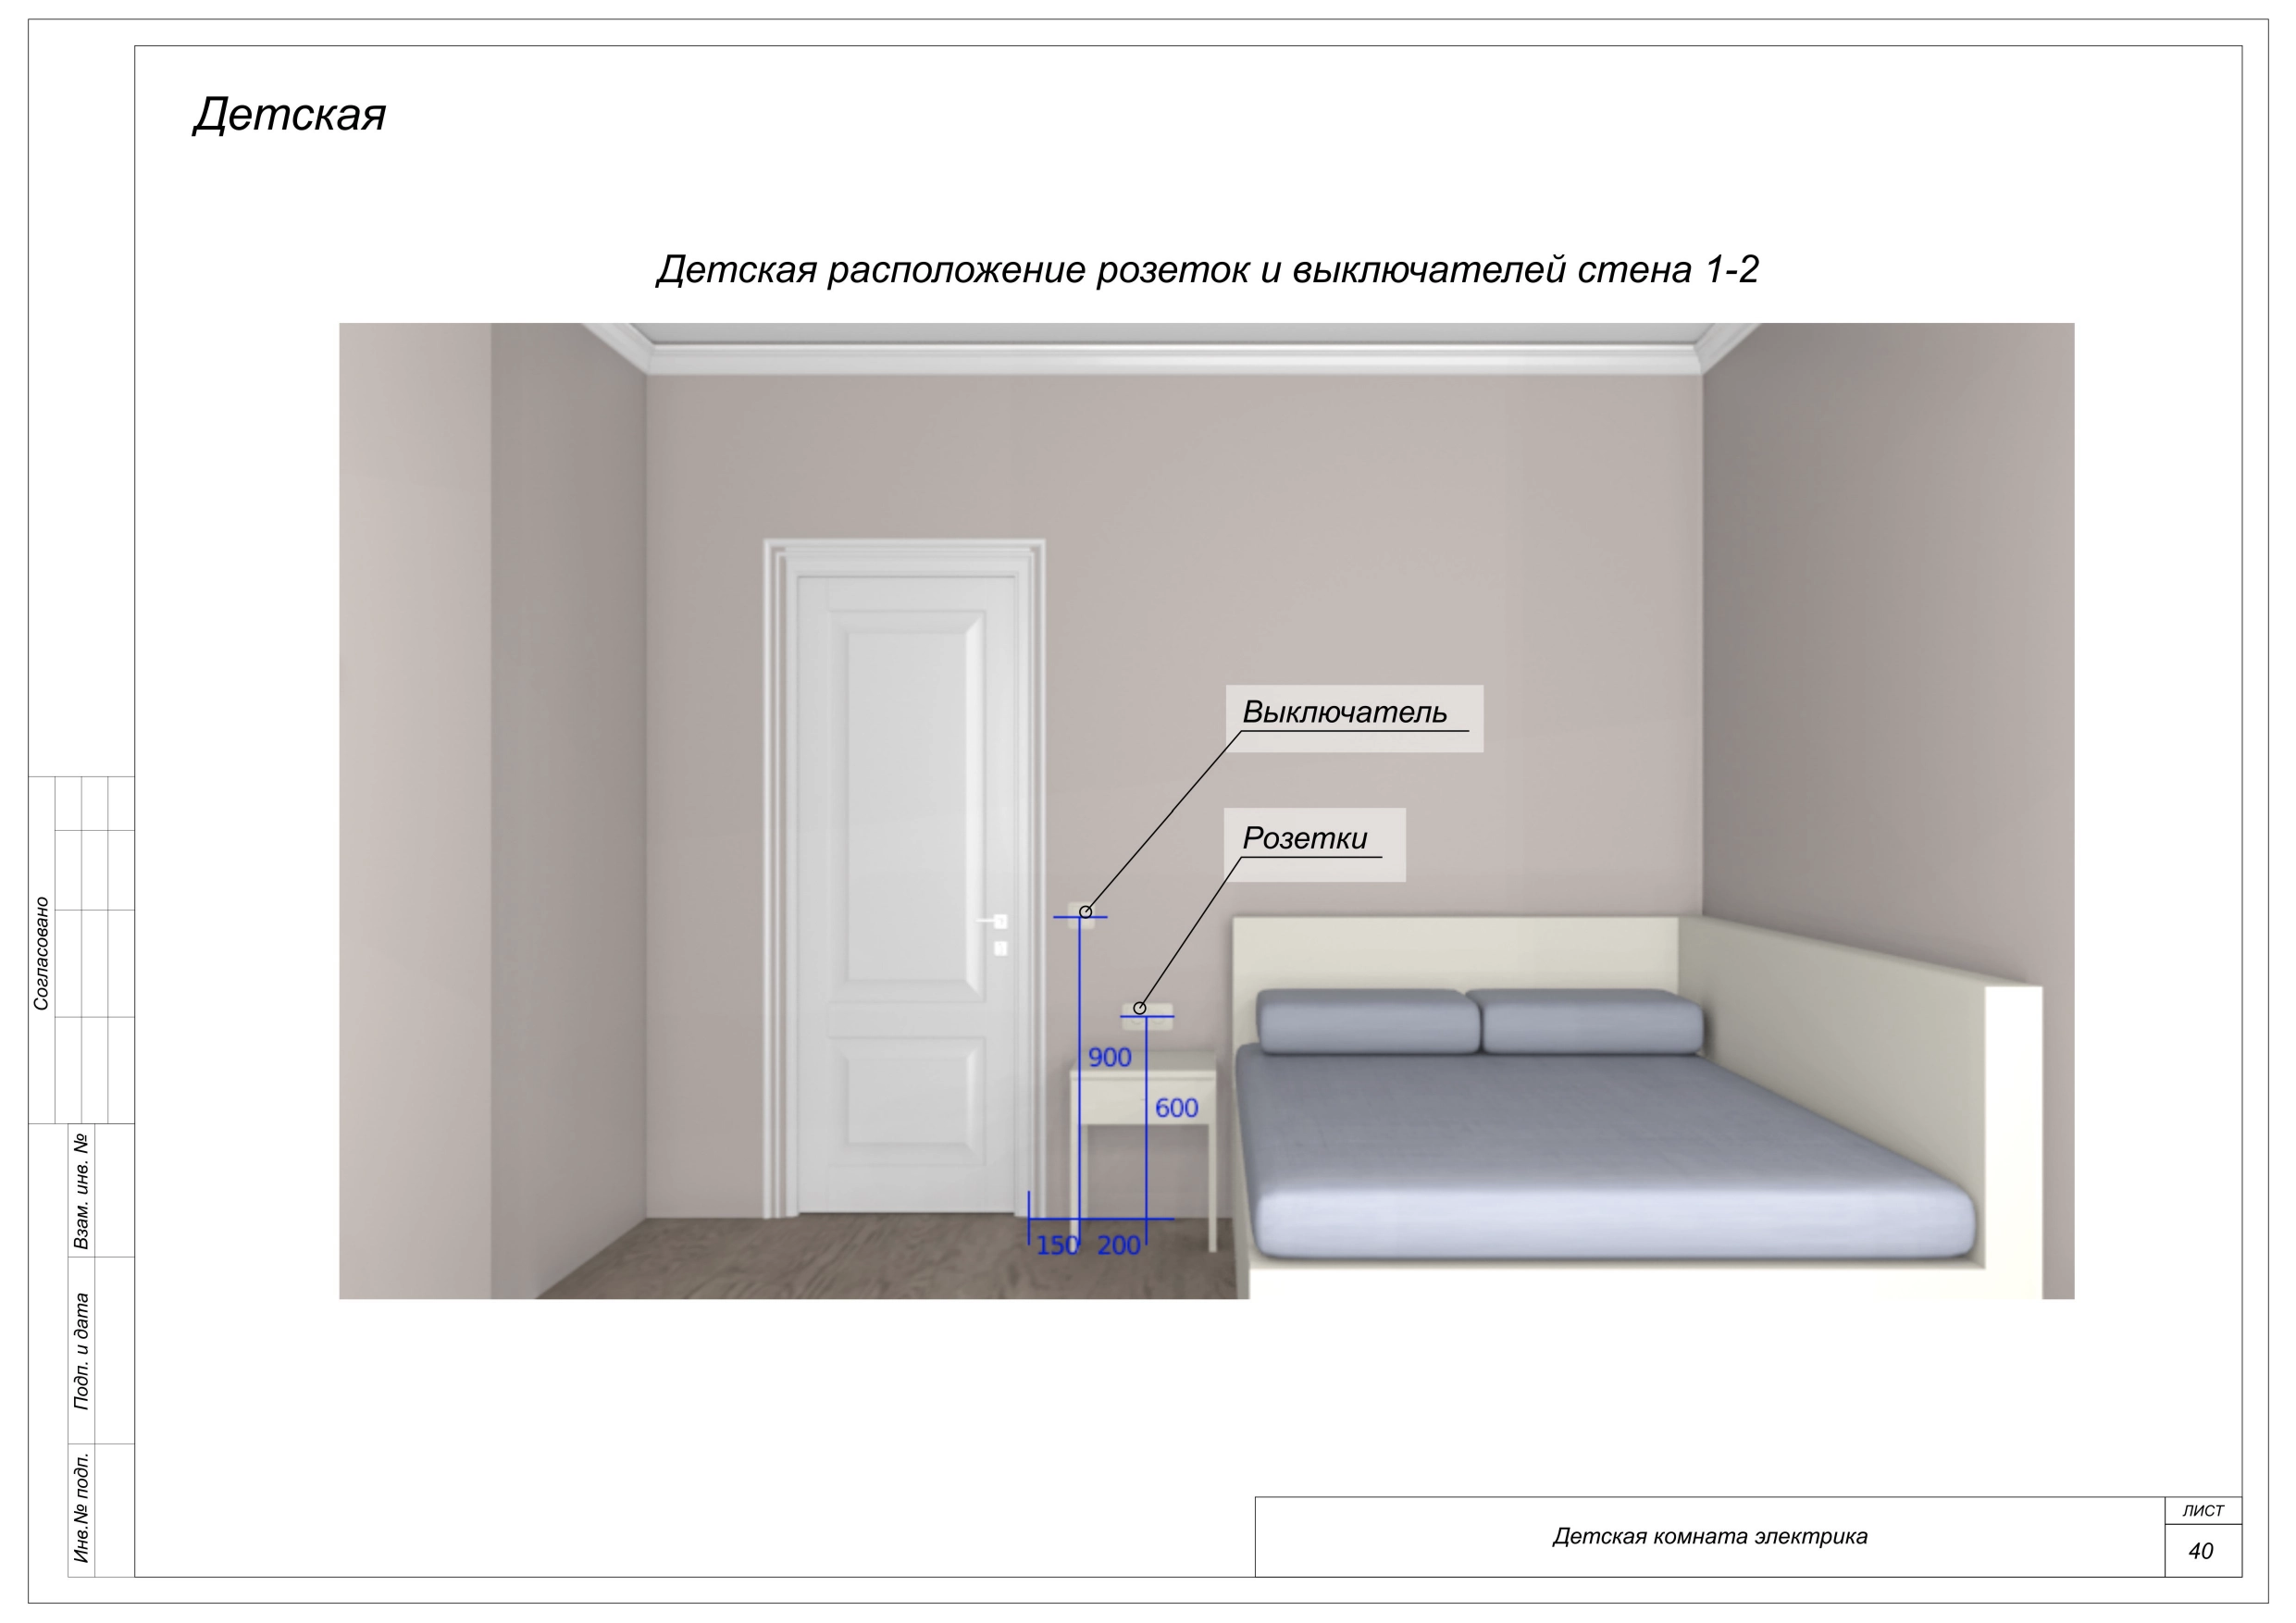 Детская
Детская расположение розеток и выключателей стена 1-2
Выключатель
Розетки
900
600
150 200
Согласовано
Взам. инв. №
Подп. и дата
Инв.№ подп.
Детская комната электрика
ЛИСТ
40